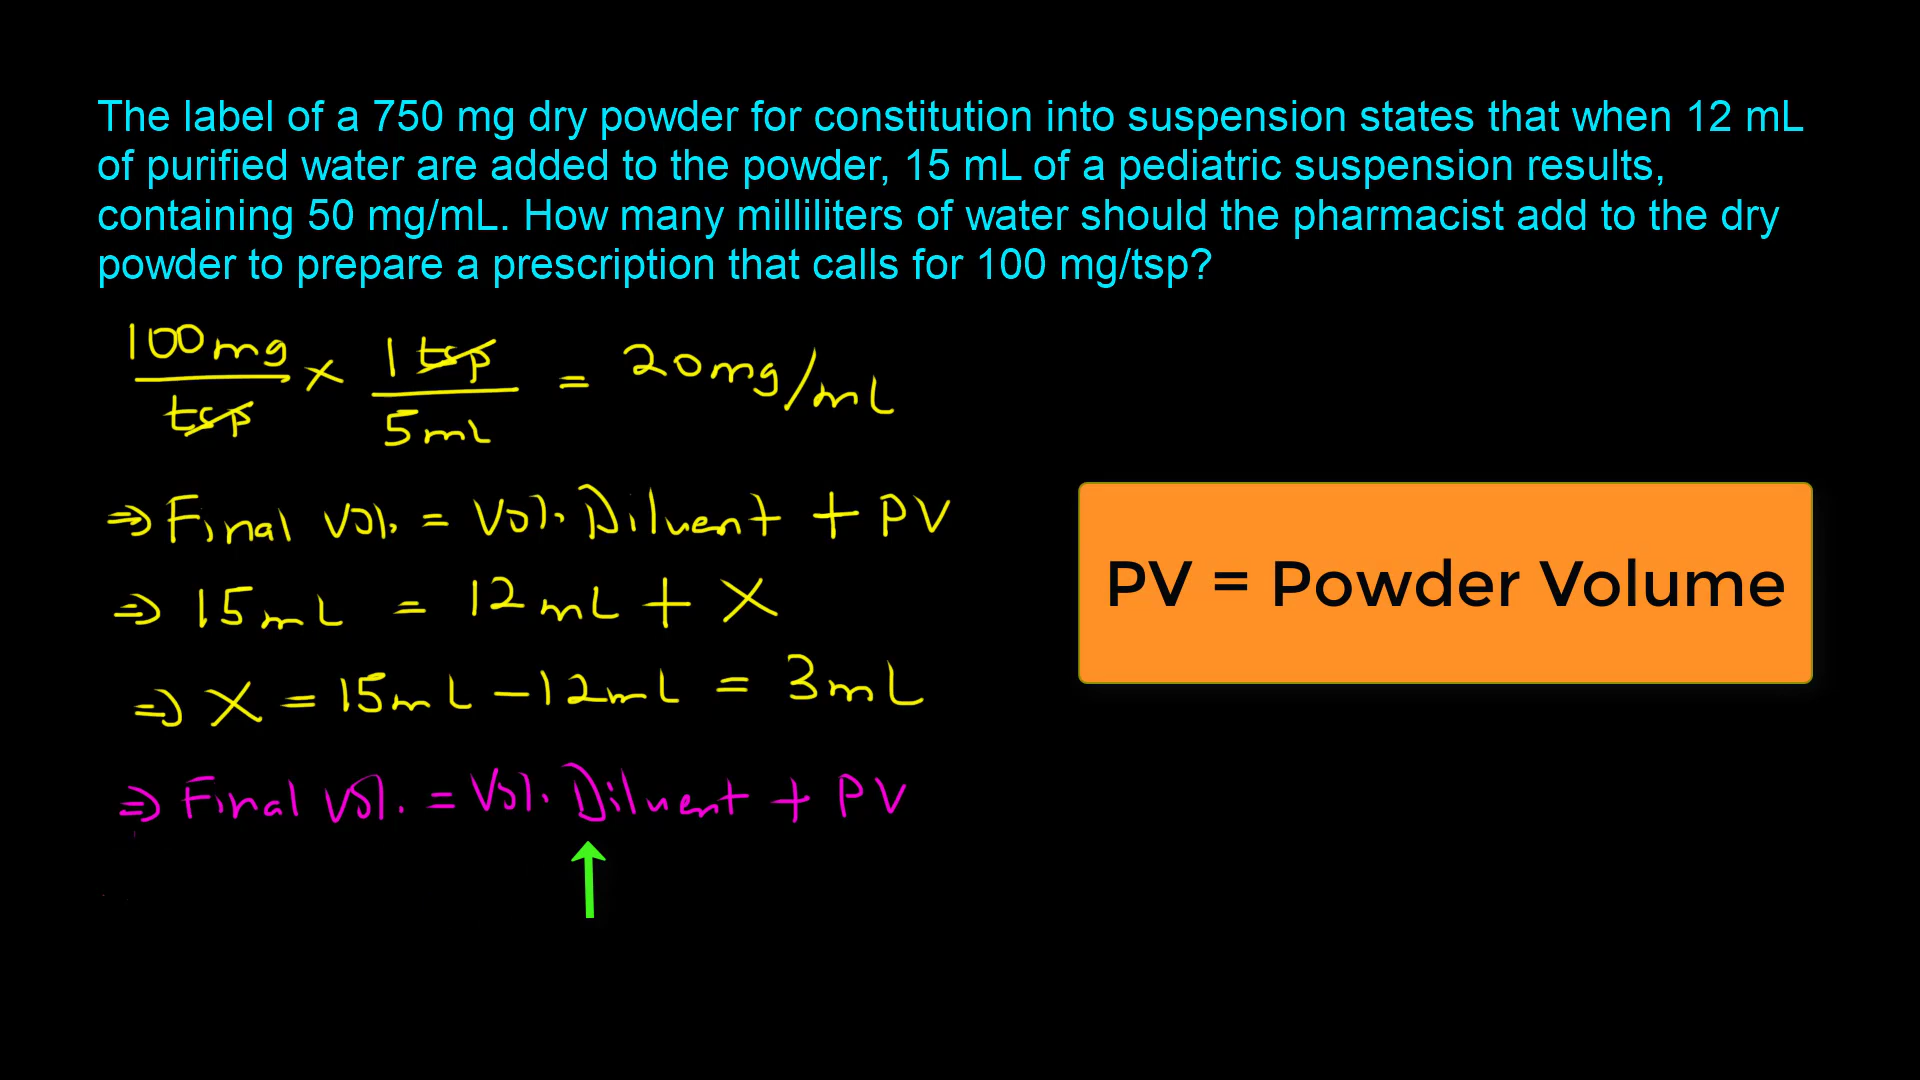 The label of a 750 mg dry powder for constitution into suspension states that when 12 mL
of purified water are added to the powder, 15 mL of a pediatric suspension results,
containing 50 mg/mL. How many milliliters of water should the pharmacist add to the dry
powder to prepare a prescription that calls for 100 mg/tsp?
100mg/tsp × 1 tsp/5mL = 20mg/mL
⇒ Final Vol. = Vol. Diluent + PV
PV = Powder Volume
⇒ 15mL = 12mL + X
⇒ X = 15mL - 12mL = 3mL
⇒ Final Vol. = Vol. Diluent + PV